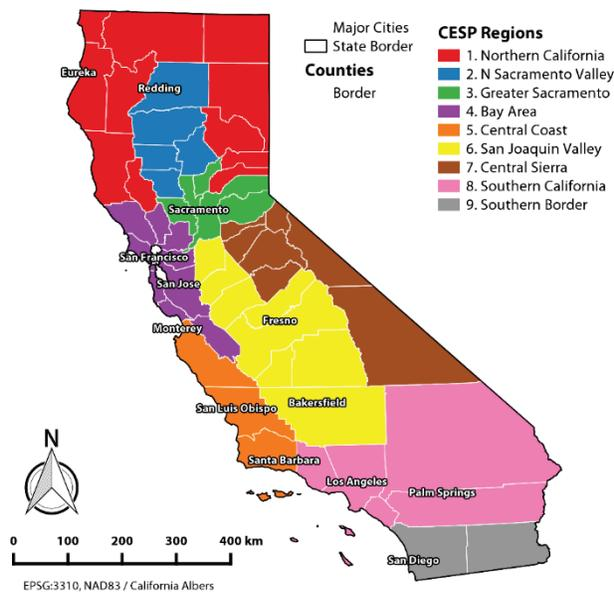 Major Cities
State Border
Counties
Border
CESP Regions
1. Northern California
2. N Sacramento Valley
3. Greater Sacramento
4. Bay Area
5. Central Coast
6. San Joaquin Valley
7. Central Sierra
8. Southern California
9. Southern Border
Eureka
Redding
Sacramento
San Francisco
San Jose
Monterey
Fresno
San Luis Obispo
Bakersfield
Santa Barbara
Los Angeles
Palm Springs
San Diego
N
0 100 200 300 400 km
EPSG:3310, NAD83 / California Albers